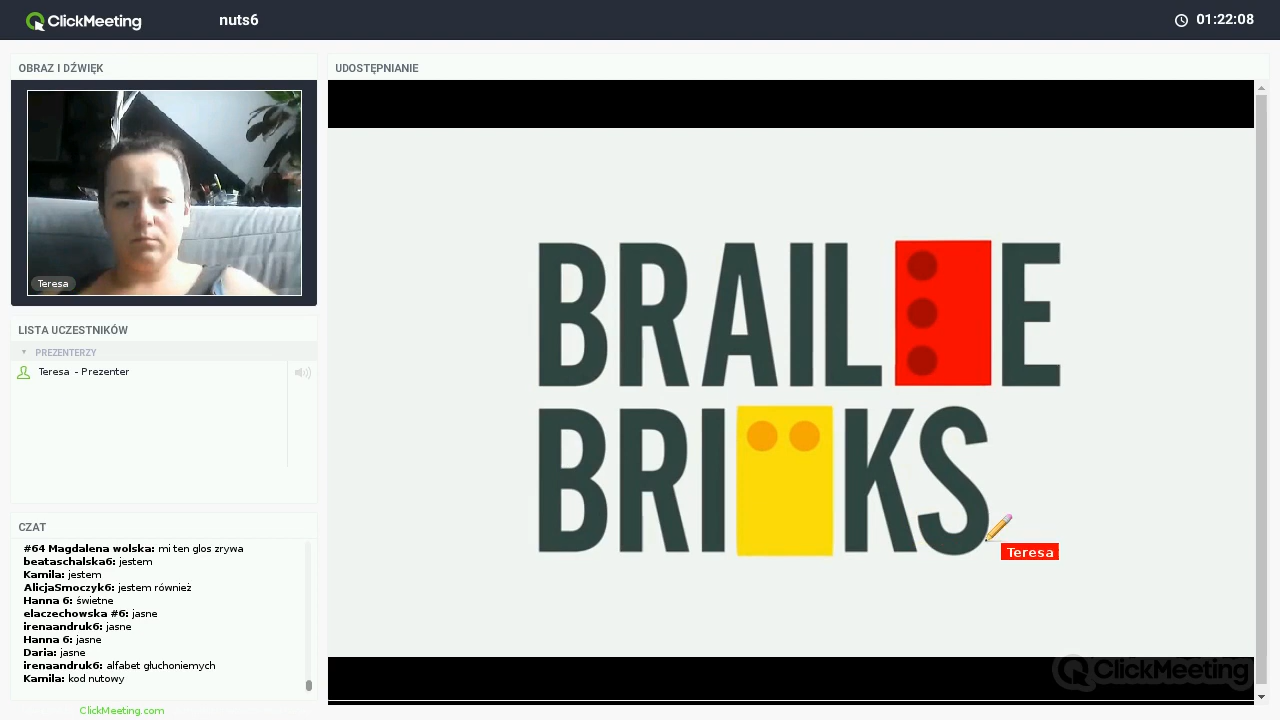 ClickMeeting
nuts6
01:22:08
OBRAZ I DŹWIĘK
Teresa
LISTA UCZESTNIKÓW
PREZENTERZY
Teresa - Prezenter
CZAT
#64 Magdalena wolska: mi ten glos zrywa
beataschalska6: jestem
Kamila: jestem
AlicjaSmoczyk6: jestem również
Hanna 6: świetne
elaczechowska #6: jasne
irenaandruk6: jasne
Hanna 6: jasne
Daria: jasne
irenaandruk6: alfabet głuchoniemych
Kamila: kod nutowy
ClickMeeting.com
UDOSTĘPNIANIE
BRAIL E
BRI KS
Teresa
ClickMeeting